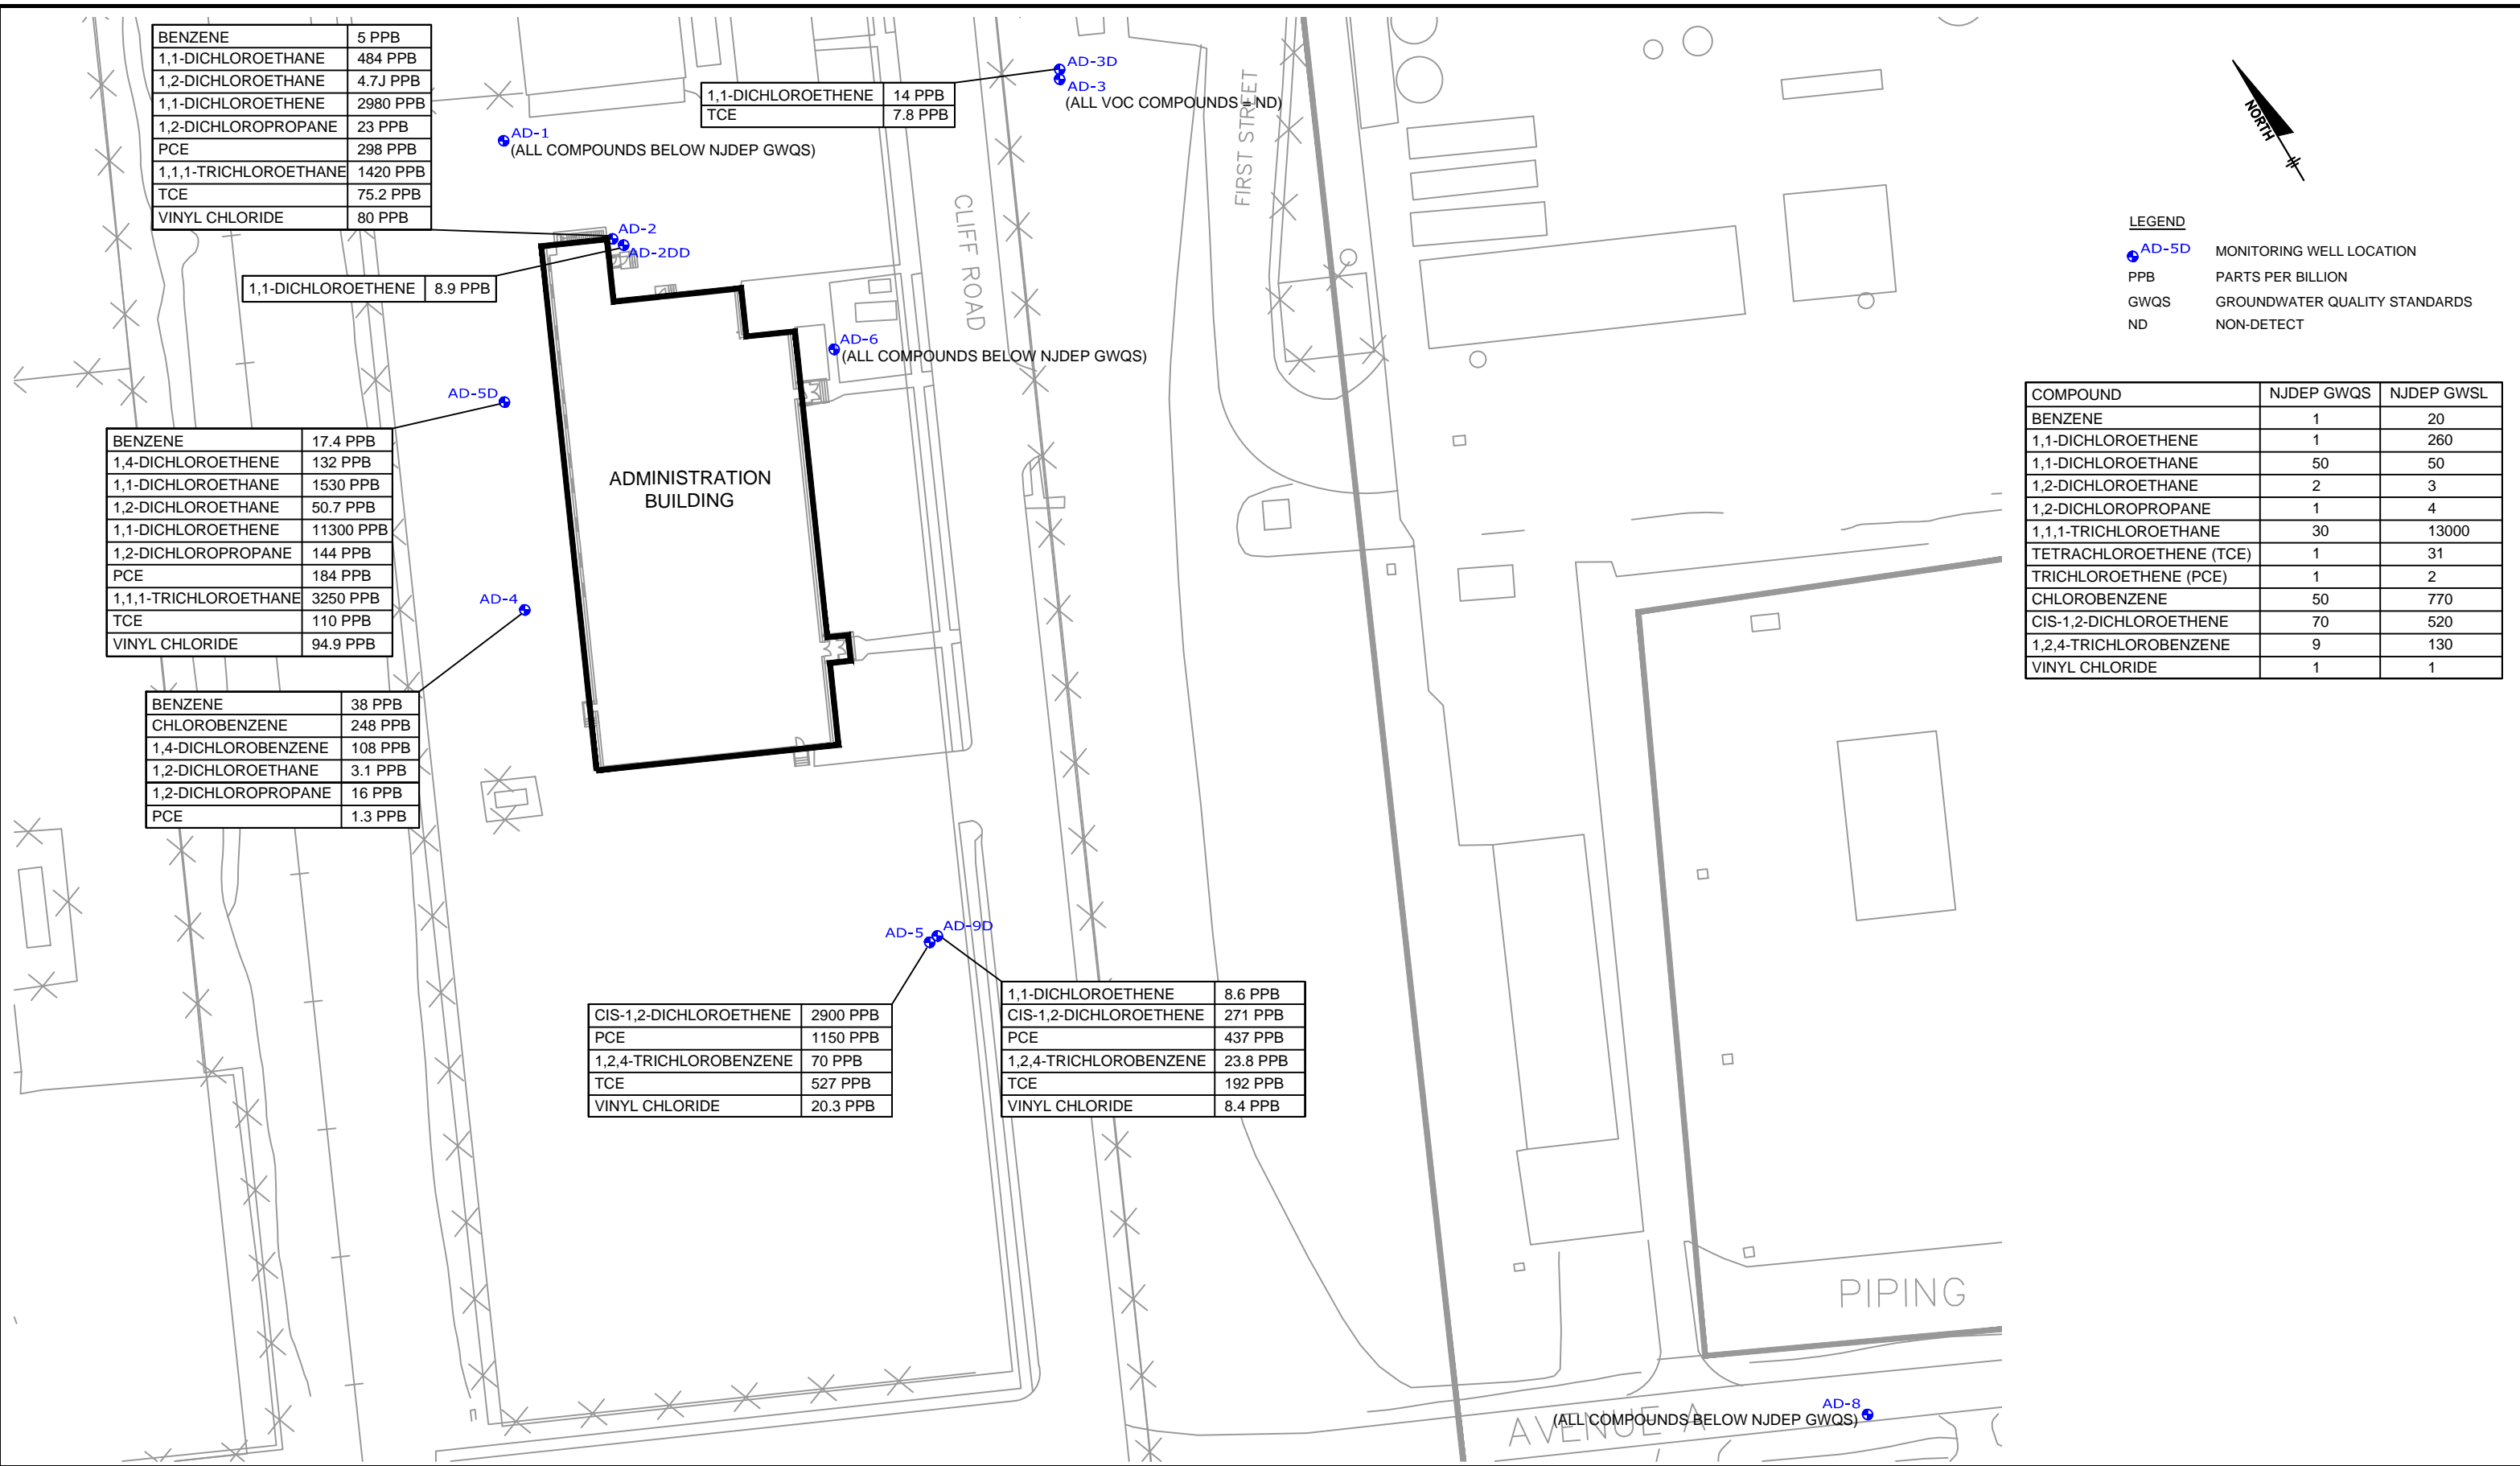 BENZENE 5 PPB
1,1-DICHLOROETHANE 484 PPB
1,2-DICHLOROETHANE 4.7J PPB
1,1-DICHLOROETHENE 2980 PPB
1,2-DICHLOROPROPANE 23 PPB
PCE 298 PPB
1,1,1-TRICHLOROETHANE 1420 PPB
TCE 75.2 PPB
VINYL CHLORIDE 80 PPB
1,1-DICHLOROETHENE 14 PPB
TCE 7.8 PPB
AD-3D
AD-3
(ALL VOC COMPOUNDS = ND)
AD-1
(ALL COMPOUNDS BELOW NJDEP GWQS)
FIRST STREET
CLIFF ROAD
NORTH
AD-2
AD-2DD
1,1-DICHLOROETHENE 8.9 PPB
AD-6
(ALL COMPOUNDS BELOW NJDEP GWQS)
LEGEND
AD-5D MONITORING WELL LOCATION
PPB PARTS PER BILLION
GWQS GROUNDWATER QUALITY STANDARDS
ND NON-DETECT
COMPOUND NJDEP GWQS NJDEP GWSL
BENZENE 1 20
1,1-DICHLOROETHENE 1 260
1,1-DICHLOROETHANE 50 50
1,2-DICHLOROETHANE 2 3
1,2-DICHLOROPROPANE 1 4
1,1,1-TRICHLOROETHANE 30 13000
TETRACHLOROETHENE (TCE) 1 31
TRICHLOROETHENE (PCE) 1 2
CHLOROBENZENE 50 770
CIS-1,2-DICHLOROETHENE 70 520
1,2,4-TRICHLOROBENZENE 9 130
VINYL CHLORIDE 1 1
AD-5D
BENZENE 17.4 PPB
1,4-DICHLOROETHENE 132 PPB
1,1-DICHLOROETHANE 1530 PPB
1,2-DICHLOROETHANE 50.7 PPB
1,1-DICHLOROETHENE 11300 PPB
1,2-DICHLOROPROPANE 144 PPB
PCE 184 PPB
1,1,1-TRICHLOROETHANE 3250 PPB
TCE 110 PPB
VINYL CHLORIDE 94.9 PPB
ADMINISTRATION
BUILDING
AD-4
BENZENE 38 PPB
CHLOROBENZENE 248 PPB
1,4-DICHLOROBENZENE 108 PPB
1,2-DICHLOROETHANE 3.1 PPB
1,2-DICHLOROPROPANE 16 PPB
PCE 1.3 PPB
AD-5
AD-9D
CIS-1,2-DICHLOROETHENE 2900 PPB
PCE 1150 PPB
1,2,4-TRICHLOROBENZENE 70 PPB
TCE 527 PPB
VINYL CHLORIDE 20.3 PPB
1,1-DICHLOROETHENE 8.6 PPB
CIS-1,2-DICHLOROETHENE 271 PPB
PCE 437 PPB
1,2,4-TRICHLOROBENZENE 23.8 PPB
TCE 192 PPB
VINYL CHLORIDE 8.4 PPB
PIPING
AD-8
(ALL COMPOUNDS BELOW NJDEP GWQS)
AVENUE A